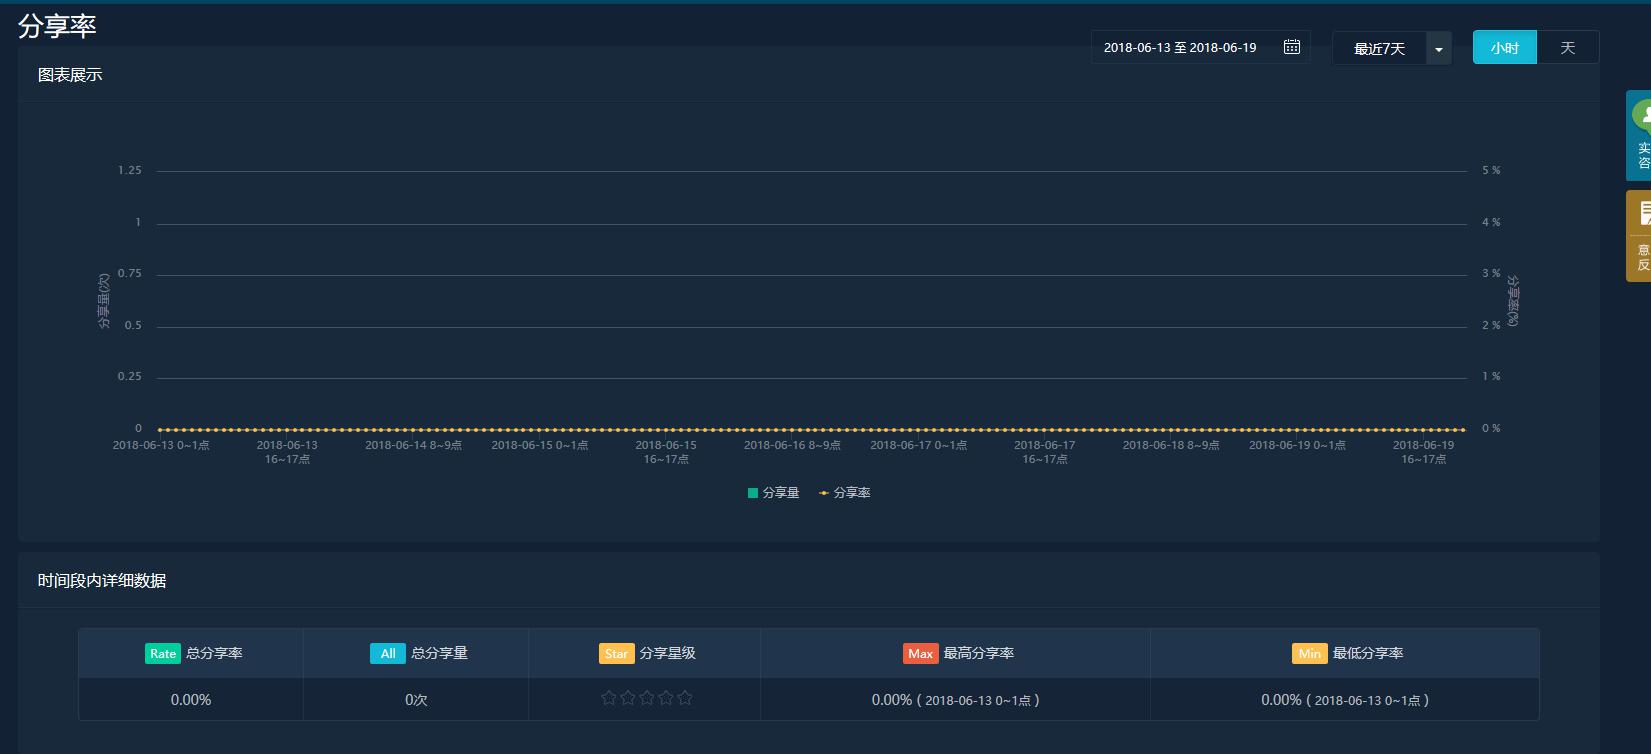 分享率
2018-06-13 至 2018-06-19
最近7天
小时
天
图表展示
实
咨
意
反
1.25
1
0.75
0.5
0.25
0
分享量(次)
5 %
4 %
3 %
2 %
1 %
0 %
分享率(%)
2018-06-13 0~1点
2018-06-13
16~17点
2018-06-14 8~9点
2018-06-15 0~1点
2018-06-15
16~17点
2018-06-16 8~9点
2018-06-17 0~1点
2018-06-17
16~17点
2018-06-18 8~9点
2018-06-19 0~1点
2018-06-19
16~17点
分享量 分享率
时间段内详细数据
Rate 总分享率
All 总分享量
Star 分享星级
Max 最高分享率
Min 最低分享率
0.00%
0次
0.00% ( 2018-06-13 0~1点 )
0.00% ( 2018-06-13 0~1点 )